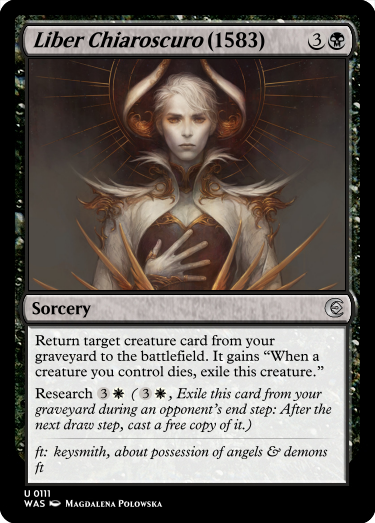 Liber Chiaroscuro (1583) 3
Sorcery
Return target creature card from your
graveyard to the battlefield. It gains “When a
creature you control dies, exile this creature.”
Research 3 ( 3 , Exile this card from your
graveyard during an opponent's end step: After the
next draw step, cast a free copy of it.)
ft: keysmith, about possession of angels & demons
ft
U 0111
WAS Magdalena Polowska